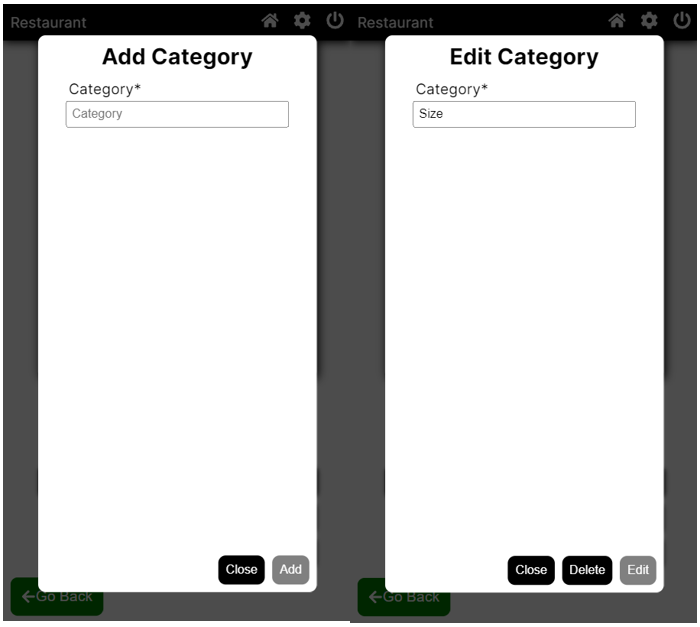 Restaurant
Add Category
Category*
Category
Close Add
Go Back
Restaurant
Edit Category
Category*
Size
Close Delete Edit
Go Back